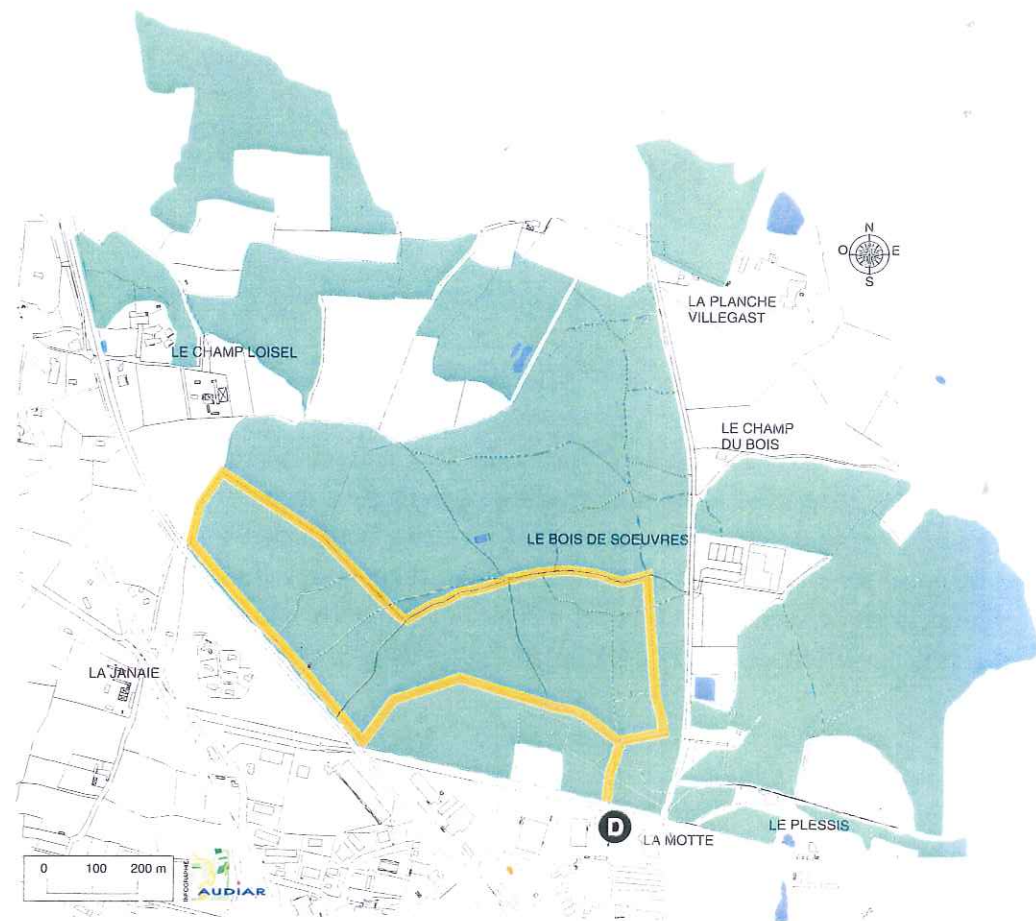 N
O E
S
LA PLANCHE
VILLEGAST
LE CHAMP LOISEL
LE CHAMP
DU BOIS
LE BOIS DE SOEUVRES
LA JANAIE
D
LA MOTTE
LE PLESSIS
0 100 200 m
INFOGRAPHIE
AUDIAR